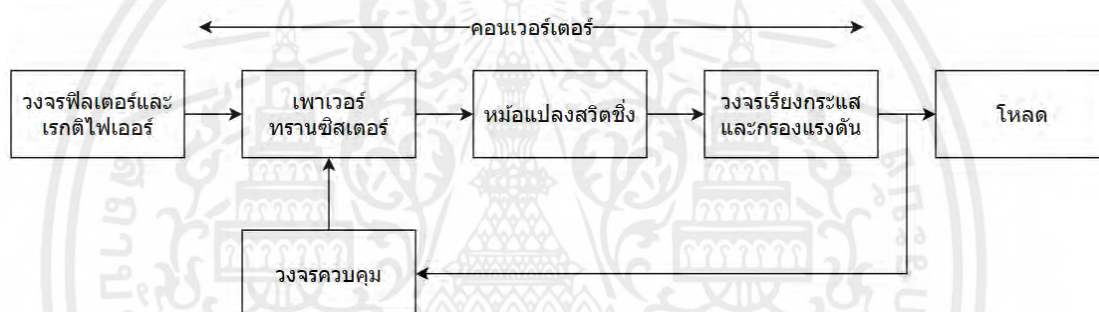 คอนเวอร์เตอร์
วงจรฟิลเตอร์และ
เรกติไฟเออร์
เพาเวอร์
ทรานซิสเตอร์
หม้อแปลงสวิตชิ่ง
วงจรเรียงกระแส
และกรองแรงดัน
โหลด
วงจรควบคุม